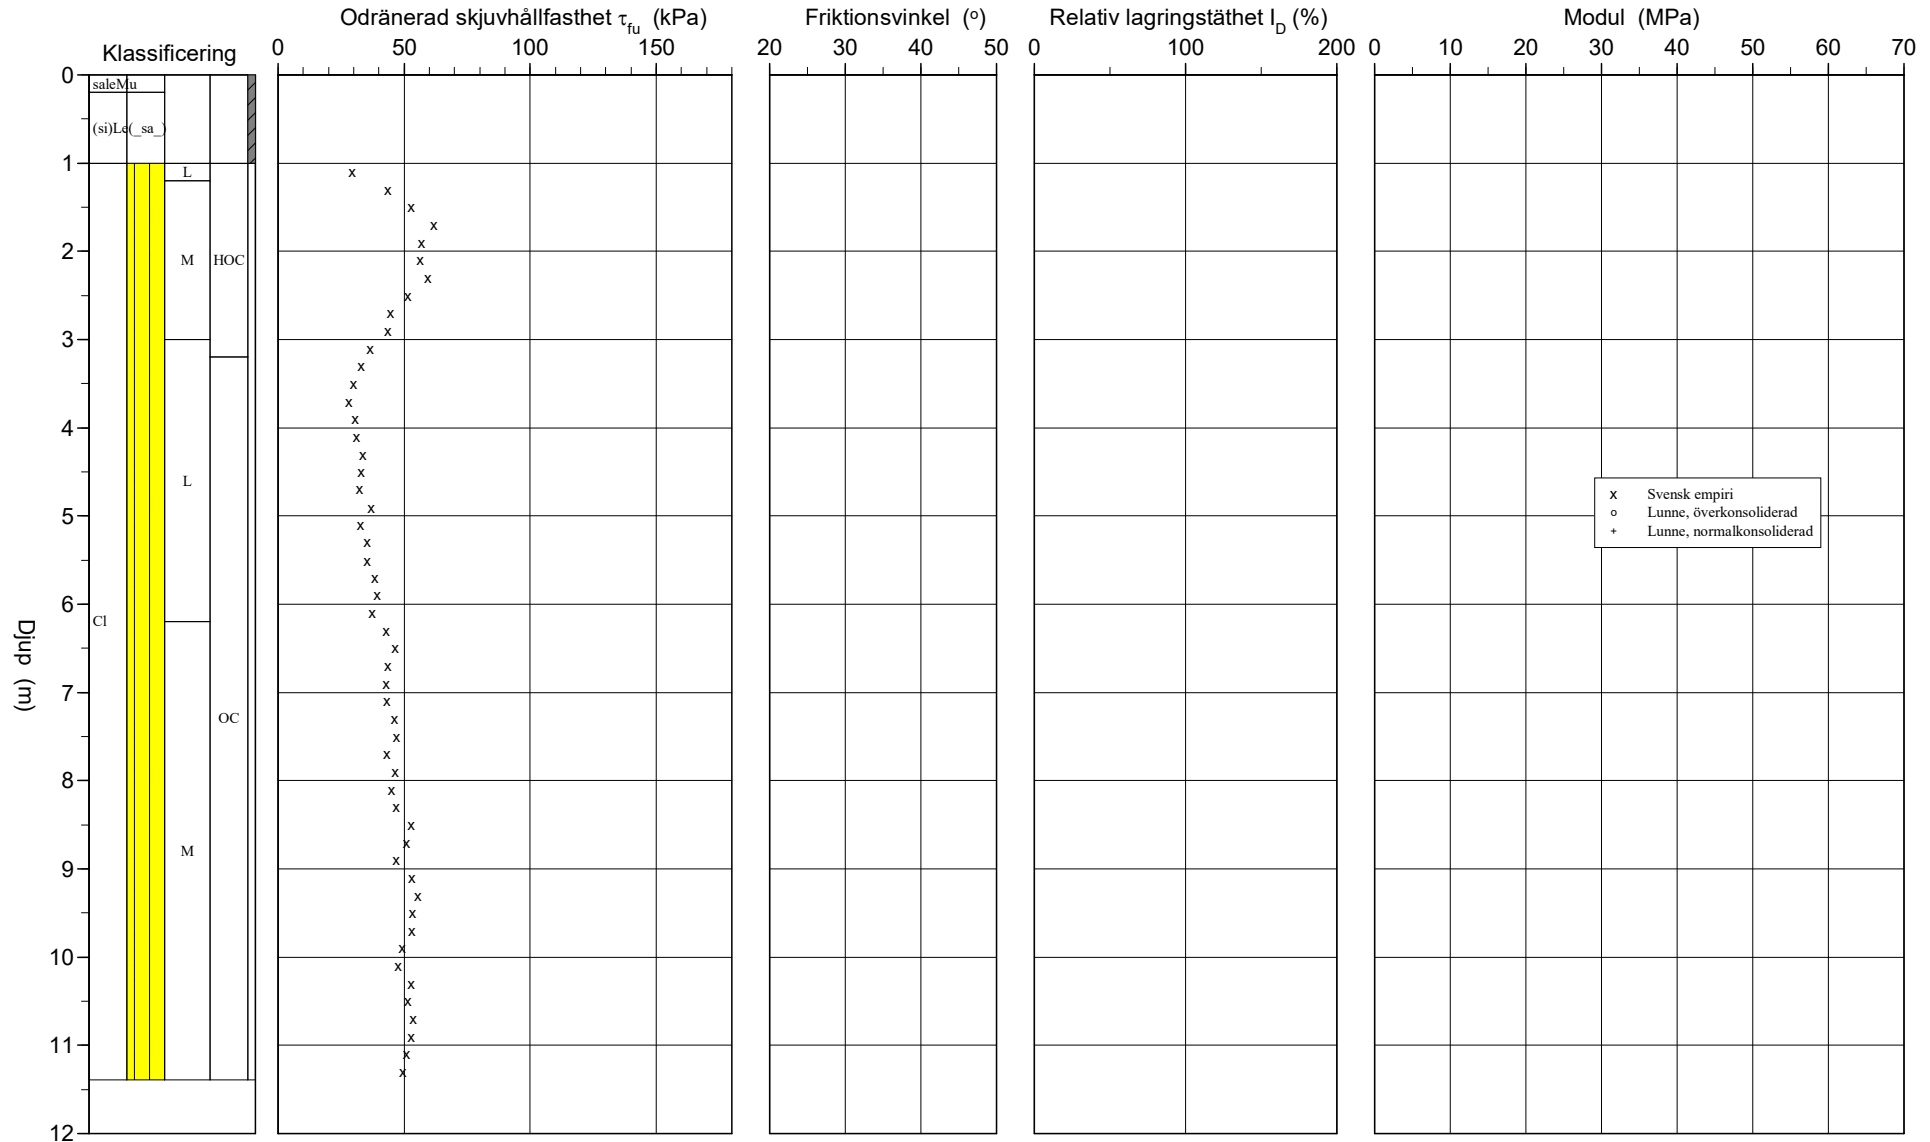 Klassificering
Odränerad skjuvhållfasthet τfu (kPa)
Friktionsvinkel (o)
Relativ lagringstäthet ID (%)
Modul (MPa)
0 50 100 150
20 30 40 50
0 100 200
0 10 20 30 40 50 60 70
Djup (m)
0
1
2
3
4
5
6
7
8
9
10
11
12
saleMu
(si)Le(_sa_)
L
M
HOC
L
Cl
OC
M
x Svensk empiri
o Lunne, överkonsoliderad
+ Lunne, normalkonsoliderad